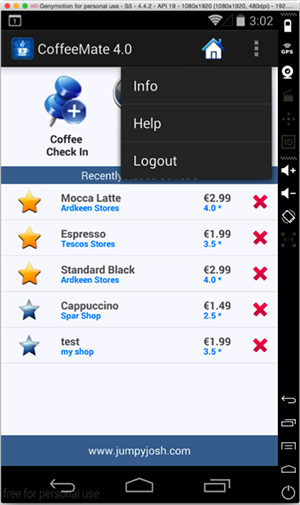 Genymotion for personal use - S5 - 4.4.2 - API 19 - 1080x1920 (1080x1920, 480dpi) - 192....
1
3:02
CoffeeMate 4.0
GPS
Info
Help
Logout
ID
Coffee
Check In
Mocca Latte
€2.99
Ardkeen Stores
4.0 *
Espresso
€1.99
Tescos Stores
3.5 *
Standard Black
€2.99
Ardkeen Stores
4.0 *
Cappuccino
€1.49
Spar Shop
2.5 *
test
€1.99
my shop
3.5 *
www.jumpyjosh.com
free for personal use